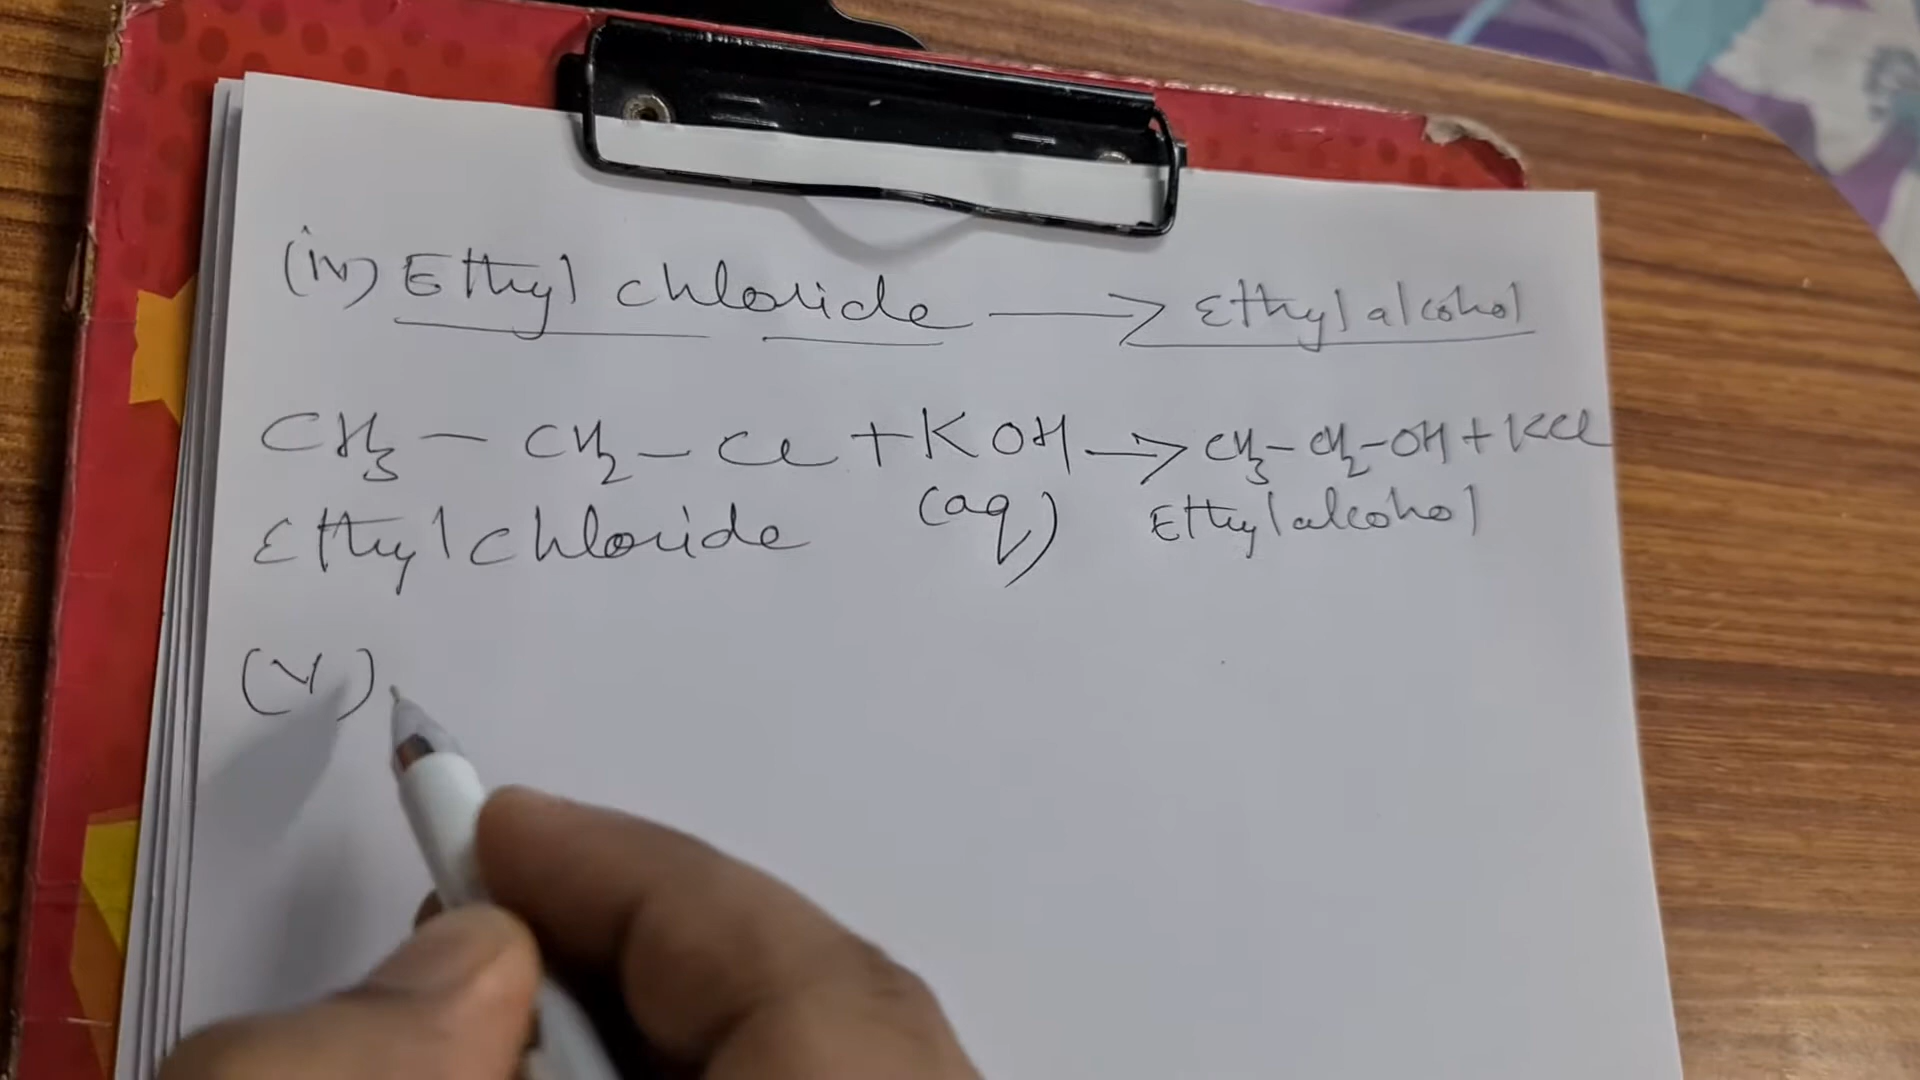 (iv) Ethyl chloride → Ethyl alcohol
CH₃ – CH₂ – Cl + KOH → CH₃ – CH₂ – OH + KCl
Ethyl chloride (aq) Ethyl alcohol
(V)